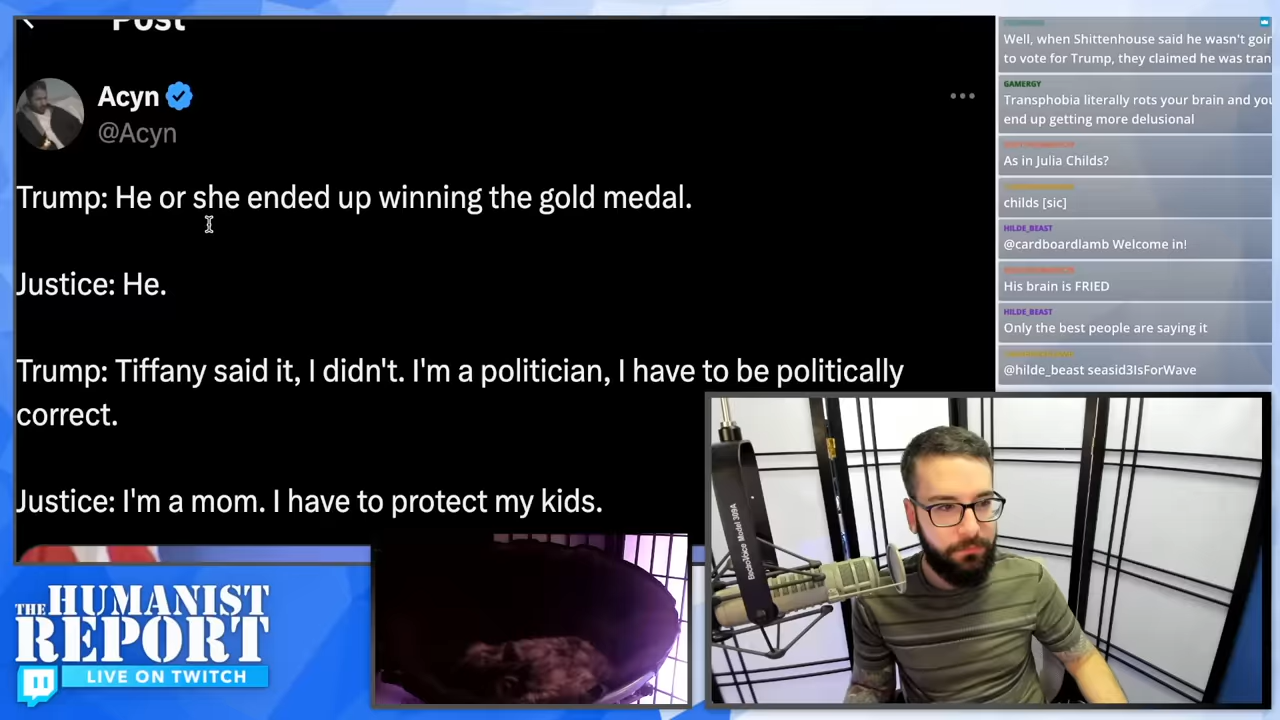 Post
Acyn
@Acyn
Trump: He or she ended up winning the gold medal.
Justice: He.
Trump: Tiffany said it, I didn't. I'm a politician, I have to be politically
correct.
Justice: I'm a mom. I have to protect my kids.
Well, when Shittenhouse said he wasn't goin
to vote for Trump, they claimed he was tran
GAMERGY
Transphobia literally rots your brain and you
end up getting more delusional
As in Julia Childs?
childs [sic]
HILDE_BEAST
@cardboardlamb Welcome in!
His brain is FRIED
HILDE_BEAST
Only the best people are saying it
@hilde_beast seasid3IsForWave
ElectroVoice Model 309A
THE HUMANIST
REPORT
LIVE ON TWITCH